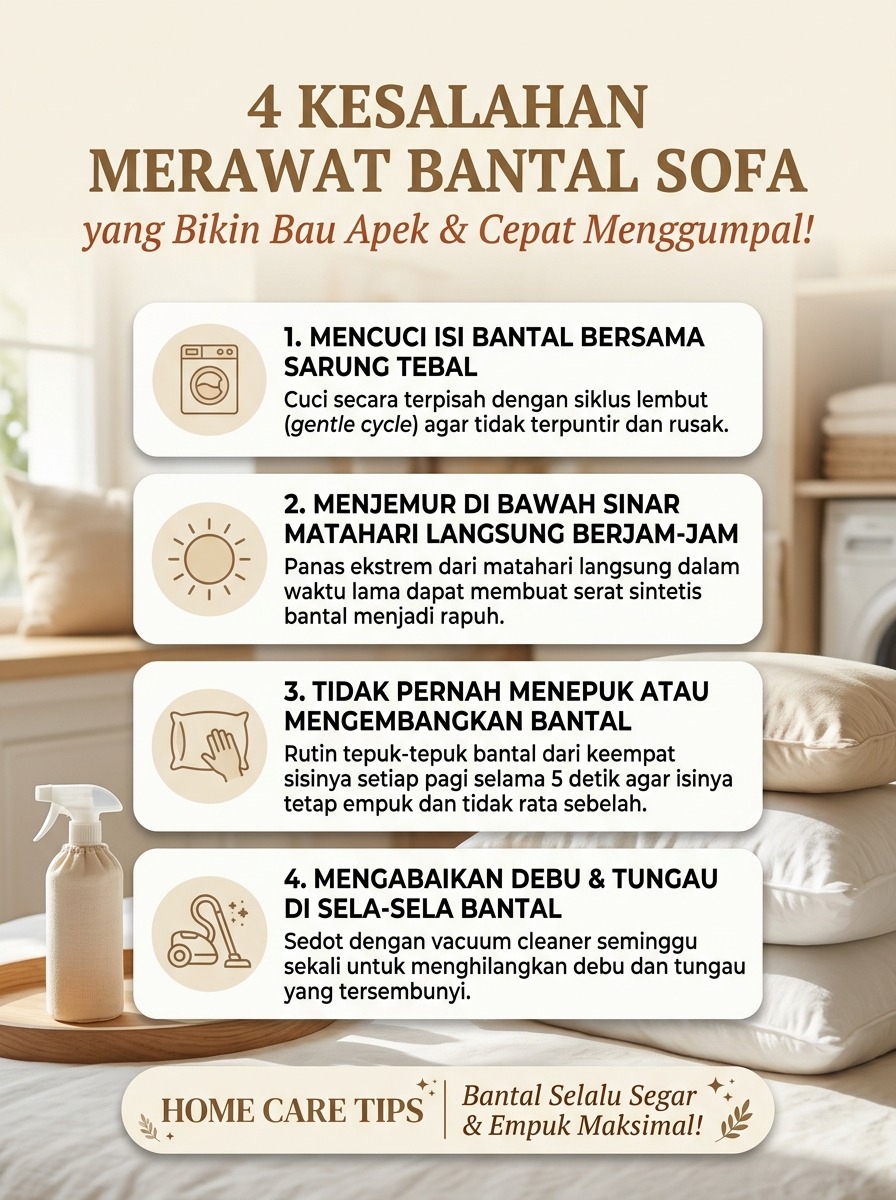 4 KESALAHAN
MERAWAT BANTAL SOFA
yang Bikin Bau Apek & Cepat Menggumpal!
1. MENCUCI ISI BANTAL BERSAMA
SARUNG TEBAL
Cuci secara terpisah dengan siklus lembut
(gentle cycle) agar tidak terpuntir dan rusak.
2. MENJEMUR DI BAWAH SINAR
MATAHARI LANGSUNG BERJAM-JAM
Panas ekstrem dari matahari langsung dalam
waktu lama dapat membuat serat sintetis
bantal menjadi rapuh.
3. TIDAK PERNAH MENEPUK ATAU
MENGEMBANGKAN BANTAL
Rutin tepuk-tepuk bantal dari keempat
sisinya setiap pagi selama 5 detik agar isinya
tetap empuk dan tidak rata sebelah.
4. MENGABAIKAN DEBU & TUNGAU
DI SELA-SELA BANTAL
Sedot dengan vacuum cleaner seminggu
sekali untuk menghilangkan debu dan tungau
yang tersembunyi.
HOME CARE TIPS
Bantal Selalu Segar
& Empuk Maksimal!